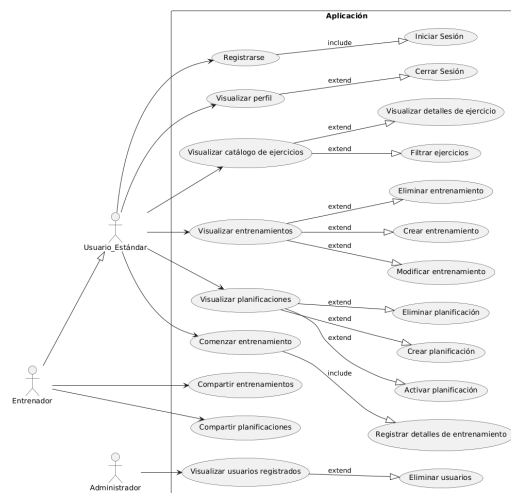 Aplicación
Iniciar Sesión
include
Registrarse
Cerrar Sesión
extend
Visualizar perfil
Visualizar detalles de ejercicio
extend
Visualizar catálogo de ejercicios
extend
Filtrar ejercicios
Eliminar entrenamiento
extend
Visualizar entrenamientos
extend
Crear entrenamiento
extend
Modificar entrenamiento
Usuario_Estándar
Visualizar planificaciones
extend
Eliminar planificación
extend
Crear planificación
extend
Comenzar entrenamiento
Activar planificación
include
Compartir entrenamientos
Entrenador
Compartir planificaciones
Registrar detalles de entrenamiento
Visualizar usuarios registrados
extend
Eliminar usuarios
Administrador